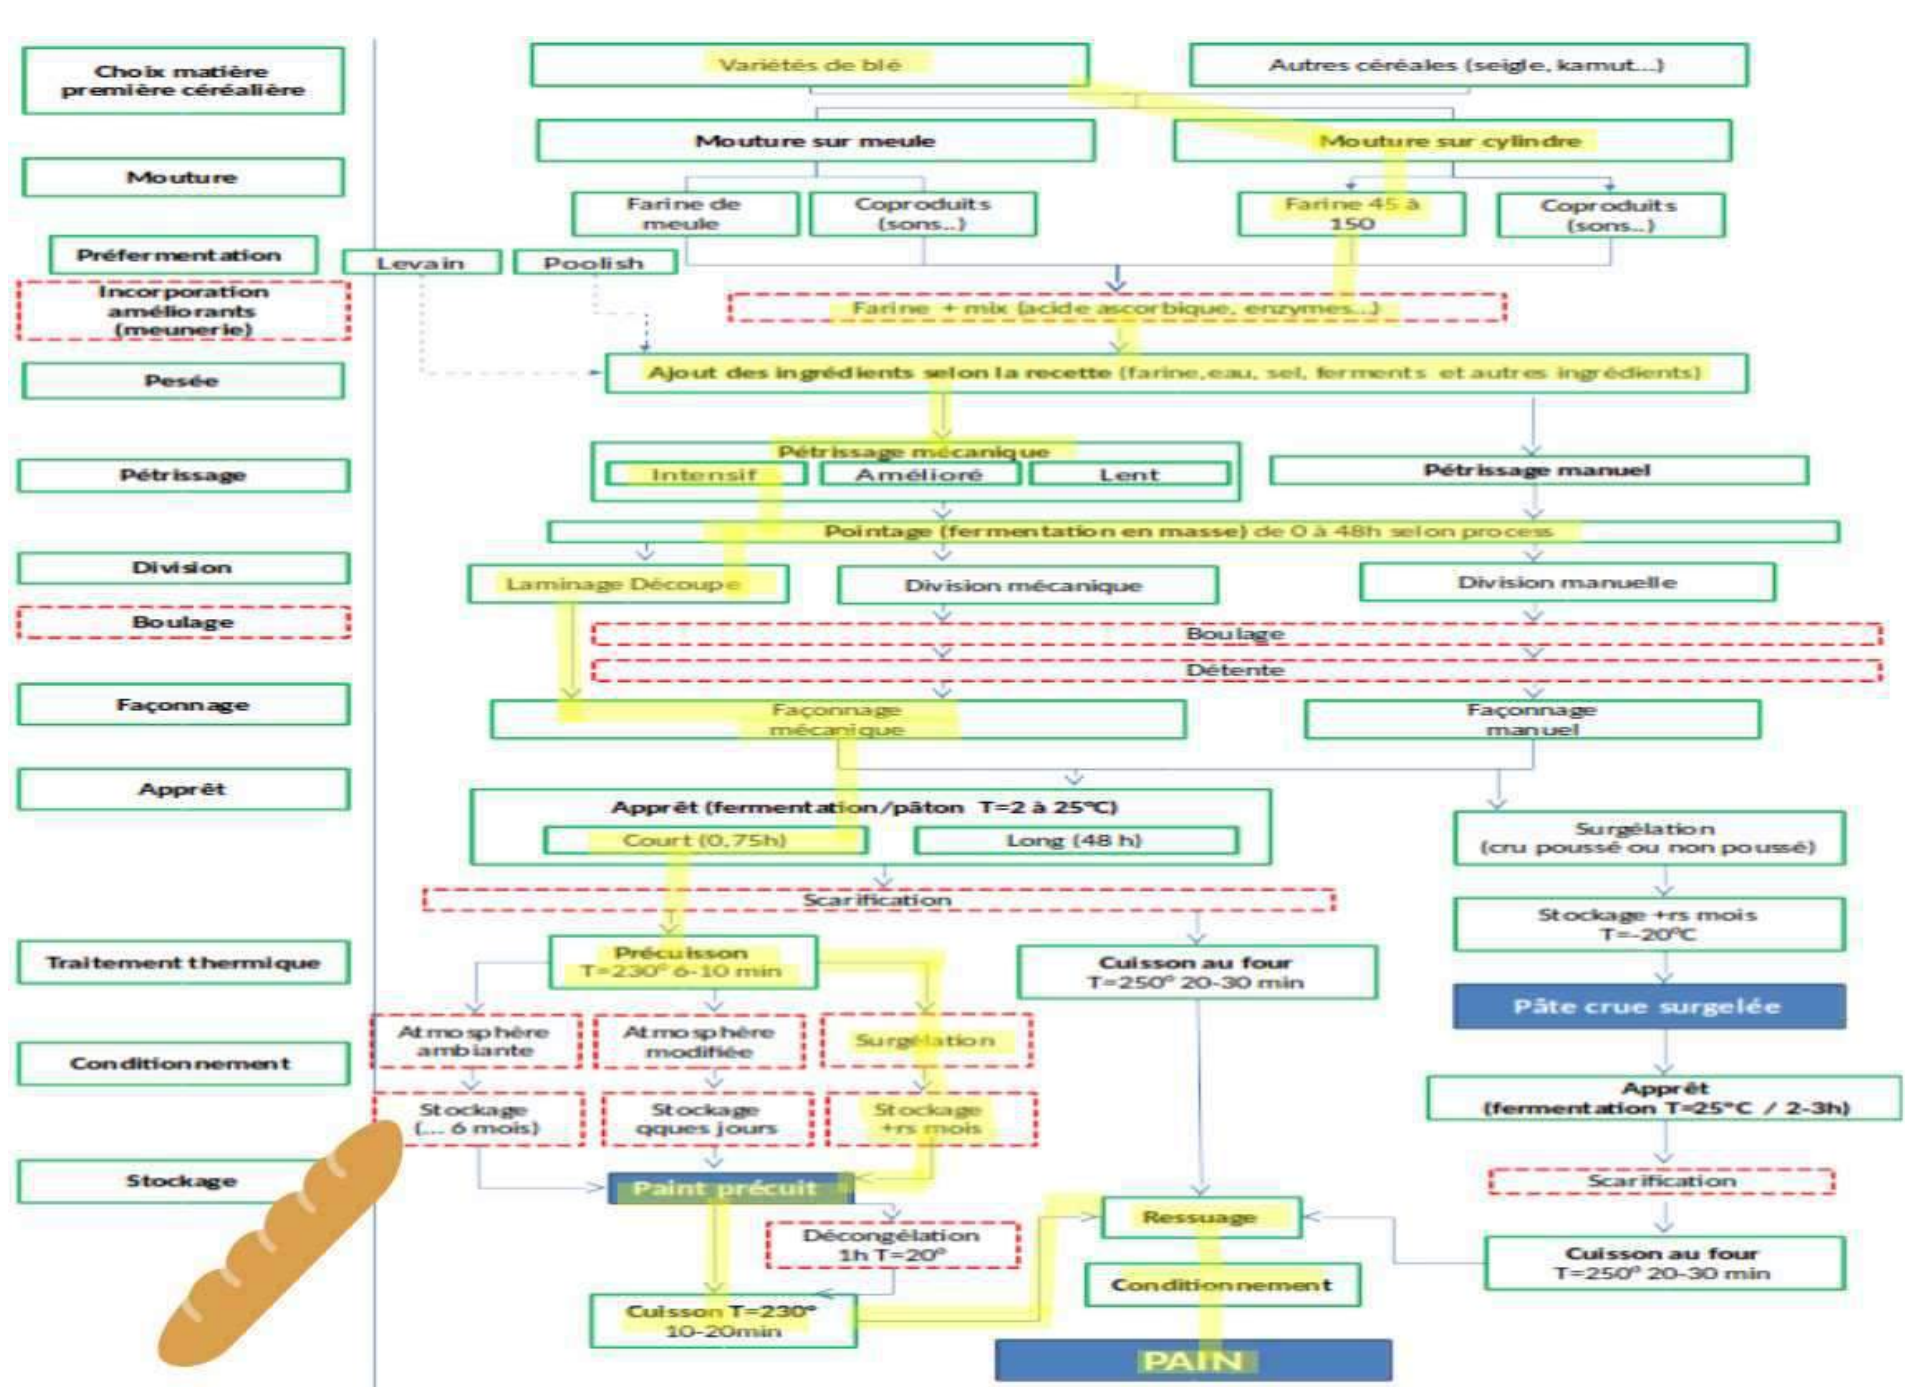 Choix matière
première céréalière
Variétés de blé
Autres céréales (seigle, kamut...)
Mouture
Mouture sur meule
Mouture sur cylindre
Farine de
meule
Coproduits
(sons..)
Farine 45 à
150
Coproduits
(sons..)
Préfermentation
Levain
Poolish
Incorporation
améliorants
(meunerie)
Farine + mix (acide ascorbique, enzymes...)
Pesée
Ajout des ingrédients selon la recette (farine,eau, sel, ferments et autres ingrédients)
Pétrissage
Pétrissage mécanique
Intensif
Amélioré
Lent
Pétrissage manuel
Pointage (fermentation en masse) de 0 à 48h selon process
Division
Laminage Découpe
Division mécanique
Division manuelle
Boulage
Boulage
Détente
Façonnage
Façonnage
mécanique
Façonnage
manuel
Apprêt
Apprêt (fermentation/pâton T=2 à 25°C)
Court (0,75h)
Long (48 h)
Surgélation
(cru poussé ou non poussé)
Scarification
Stockage +rs mois
T=-20°C
Traitement thermique
Précuisson
T=230° 6-10 min
Cuisson au four
T=250° 20-30 min
Pâte crue surgelée
Conditionnement
Atmosphère
ambiante
Atmosphère
modifiée
Surgélation
Apprêt
(fermentation T=25°C / 2-3h)
Stockage
(... 6 mois)
Stockage
qques jours
Stockage
+rs mois
Stockage
Paint précuit
Scarification
Décongélation
1h T=20°
Ressuage
Cuisson au four
T=250° 20-30 min
Conditionnement
Cuisson T=230°
10-20min
PAIN